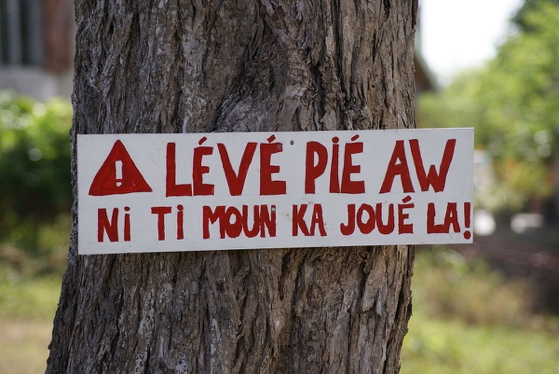 LÉVÉ PIÉ AW
NI TI MOUN KA JOUÉ LA!